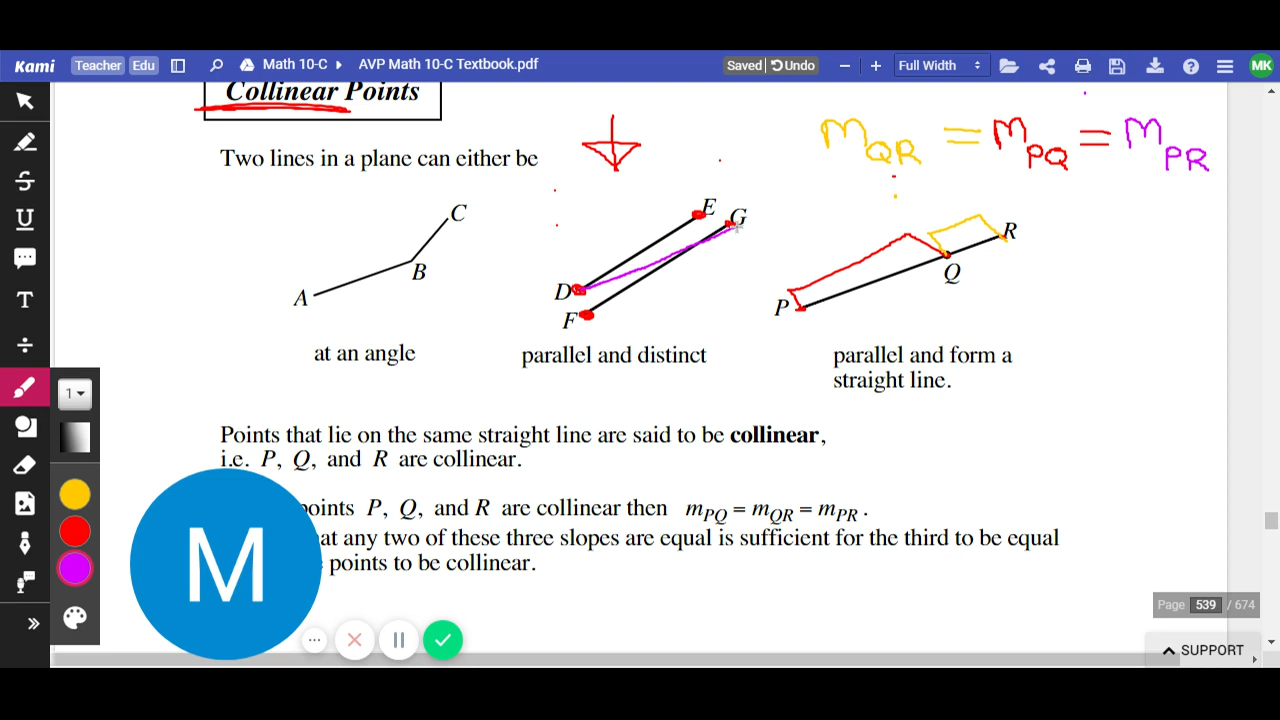 Kami Teacher Edu Math 10-C AVP Math 10-C Textbook.pdf Saved Undo Full Width MK
Collinear Points
Two lines in a plane can either be
m QR = m PQ = m PR
A B C
D E F G
P Q R
at an angle
parallel and distinct
parallel and form a
straight line.
Points that lie on the same straight line are said to be collinear,
i.e. P, Q, and R are collinear.
points P, Q, and R are collinear then mPQ = mQR = mPR .
at any two of these three slopes are equal is sufficient for the third to be equal
points to be collinear.
1
M
Page 539 / 674
SUPPORT